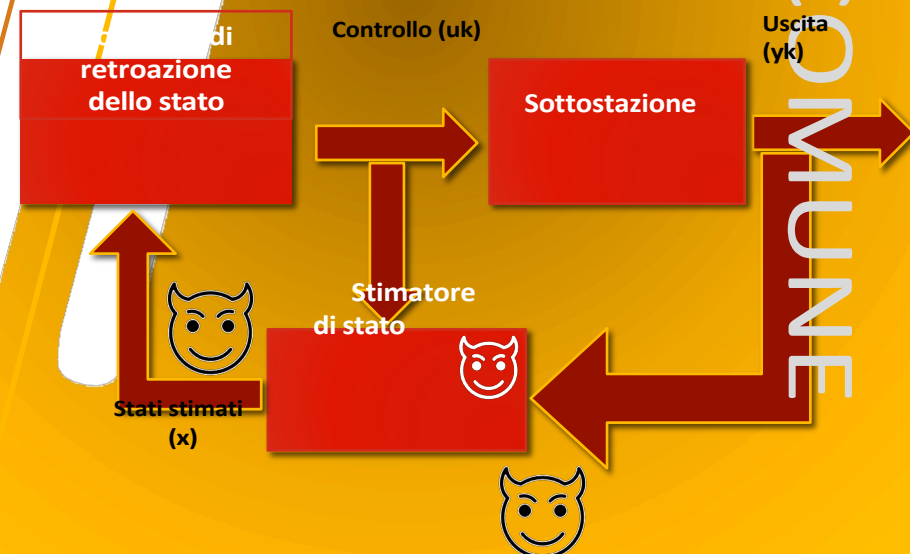 Controllo (uk)
Uscita
(yk)
di
retroazione
dello stato
Sottostazione
COMUNE
Stimatore
di stato
Stati stimati
(x)